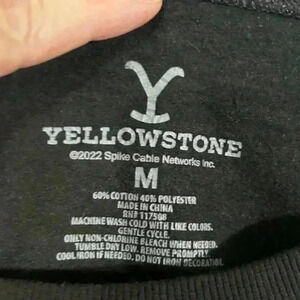 YELLOWSTONE
©2022 Spike Cable Networks Inc.
M
60% COTTON 40% POLYESTER
MADE IN CHINA
RN# 117508
MACHINE WASH COLD WITH LIKE COLORS.
GENTLE CYCLE.
ONLY NON-CHLORINE BLEACH WHEN NEEDED.
TUMBLE DRY LOW. REMOVE PROMPTLY
COOL IRON IF NEEDED. DO NOT IRON DECORATION.